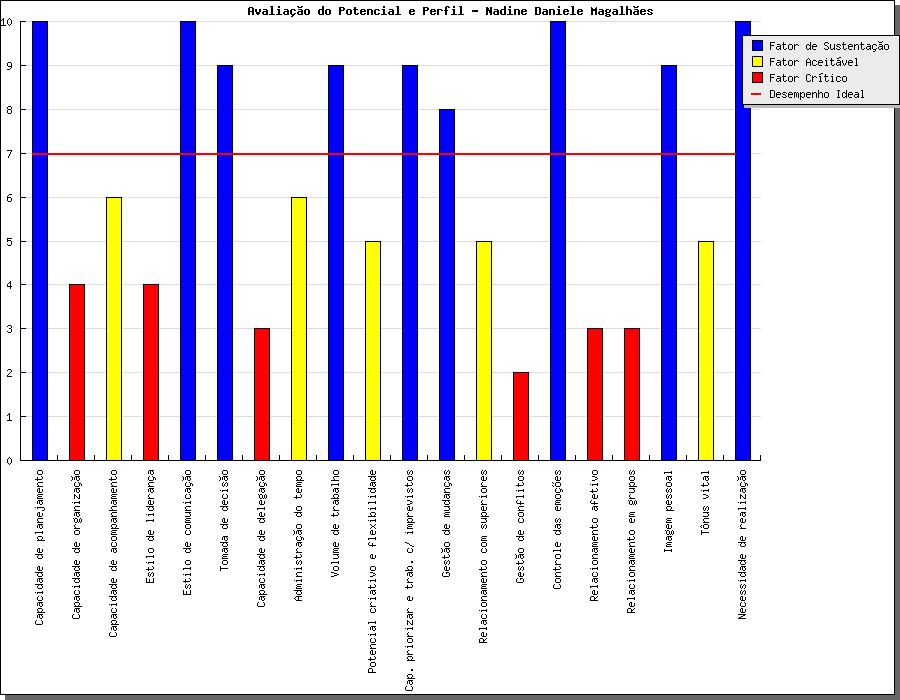 Avaliação do Potencial e Perfil - Nadine Daniele Magalhães
10
9
8
7
6
5
4
3
2
1
0
Fator de Sustentação
Fator Aceitável
Fator Crítico
Desempenho Ideal
Capacidade de planejamento
Capacidade de organização
Capacidade de acompanhamento
Estilo de liderança
Estilo de comunicação
Tomada de decisão
Capacidade de delegação
Administração do tempo
Volume de trabalho
Potencial criativo e flexibilidade
Cap. priorizar e trab. c/ imprevistos
Gestão de mudanças
Relacionamento com superiores
Gestão de conflitos
Controle das emoções
Relacionamento afetivo
Relacionamento em grupos
Imagem pessoal
Tônus vital
Necessidade de realização